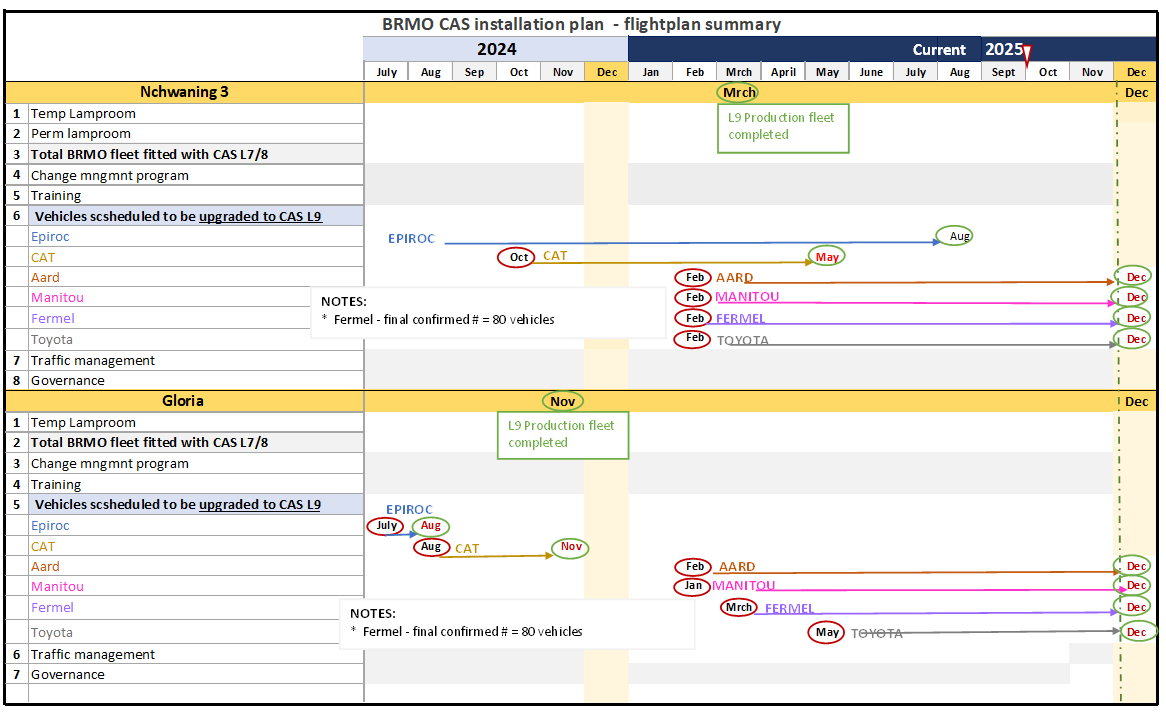 BRMO CAS installation plan - flightplan summary
2024 Current 2025
July Aug Sep Oct Nov Dec Jan Feb Mrch April May June July Aug Sept Oct Nov Dec
Nchwaning 3 Mrch Dec
1 Temp Lamproom
L9 Production fleet
completed
2 Perm lamproom
3 Total BRMO fleet fitted with CAS L7/8
4 Change mngmnt program
5 Training
6 Vehicles scsheduled to be upgraded to CAS L9
Epiroc EPIROC Aug
CAT Oct CAT May
Aard Feb AARD Dec
Manitou Feb MANITOU Dec
Fermel Feb FERMEL Dec
Toyota Feb TOYOTA Dec
NOTES:
* Fermel - final confirmed # = 80 vehicles
7 Traffic management
8 Governance
Gloria Nov Dec
1 Temp Lamproom
L9 Production fleet
completed
2 Total BRMO fleet fitted with CAS L7/8
3 Change mngmnt program
4 Training
5 Vehicles scsheduled to be upgraded to CAS L9
EPIROC
Epiroc July Aug
CAT Aug CAT Nov
Aard Feb AARD Dec
Manitou Jan MANITOU Dec
Fermel Mrch FERMEL Dec
Toyota May TOYOTA Dec
NOTES:
* Fermel - final confirmed # = 80 vehicles
6 Traffic management
7 Governance